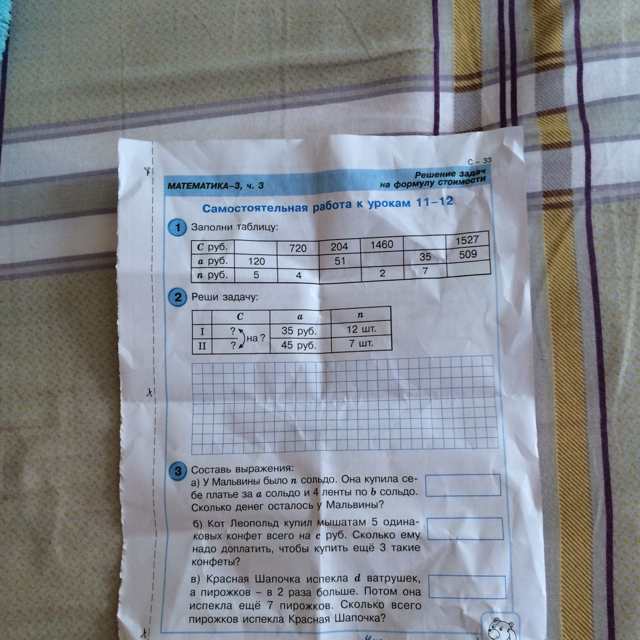 С – 33
МАТЕМАТИКА–3, ч. 3
Решение задач
на формулу стоимости
Самостоятельная работа к урокам 11–12
1 Заполни таблицу:
C руб. 720 204 1460 1527
a руб. 120 51 35 509
n руб. 5 4 2 7
2 Реши задачу:
C a n
I ? на ? 35 руб. 12 шт.
II ? 45 руб. 7 шт.
3 Составь выражения:
а) У Мальвины было n сольдо. Она купила се-
бе платье за a сольдо и 4 ленты по b сольдо.
Сколько денег осталось у Мальвины?
б) Кот Леопольд купил мышатам 5 одина-
ковых конфет всего на c руб. Сколько ему
надо доплатить, чтобы купить ещё 3 такие
конфеты?
в) Красная Шапочка испекла d ватрушек,
а пирожков – в 2 раза больше. Потом она
испекла ещё 7 пирожков. Сколько всего
пирожков испекла Красная Шапочка?